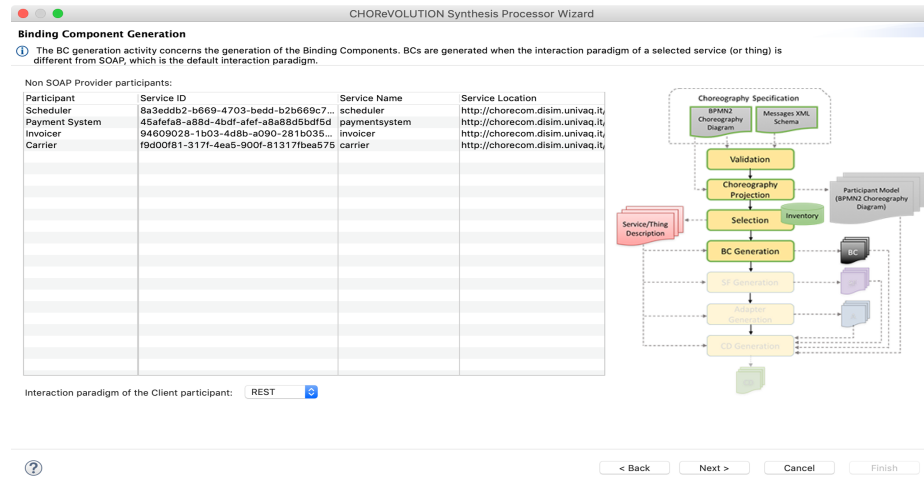 CHOReVOLUTION Synthesis Processor Wizard
Binding Component Generation
The BC generation activity concerns the generation of the Binding Components. BCs are generated when the interaction paradigm of a selected service (or thing) is
different from SOAP, which is the default interaction paradigm.
Non SOAP Provider participants:
Participant Service ID Service Name Service Location
Scheduler 8a3eddb2-b669-4703-bedd-b2b669c7... scheduler http://chorecom.disim.univaq.it/
Payment System 45afefa8-a88d-4bdf-afef-a8a88d5bdf5d paymentsystem http://chorecom.disim.univaq.it/
Invoicer 94609028-1b03-4d8b-a090-281b035... invoicer http://chorecom.disim.univaq.it/
Carrier f9d00f81-317f-4ea5-900f-81317fbea575 carrier http://chorecom.disim.univaq.it/
Interaction paradigm of the Client participant: REST
Choreography Specification
BPMN2
Choreography
Diagram
Messages XML
Schema
Validation
Choreography
Projection
Participant Model
(BPMN2 Choreography
Diagram)
Selection
Inventory
Service/Thing
Description
BC Generation
BC
SF Generation
SF
Adapter
Generation
A
CD Generation
CD
? < Back Next > Cancel Finish